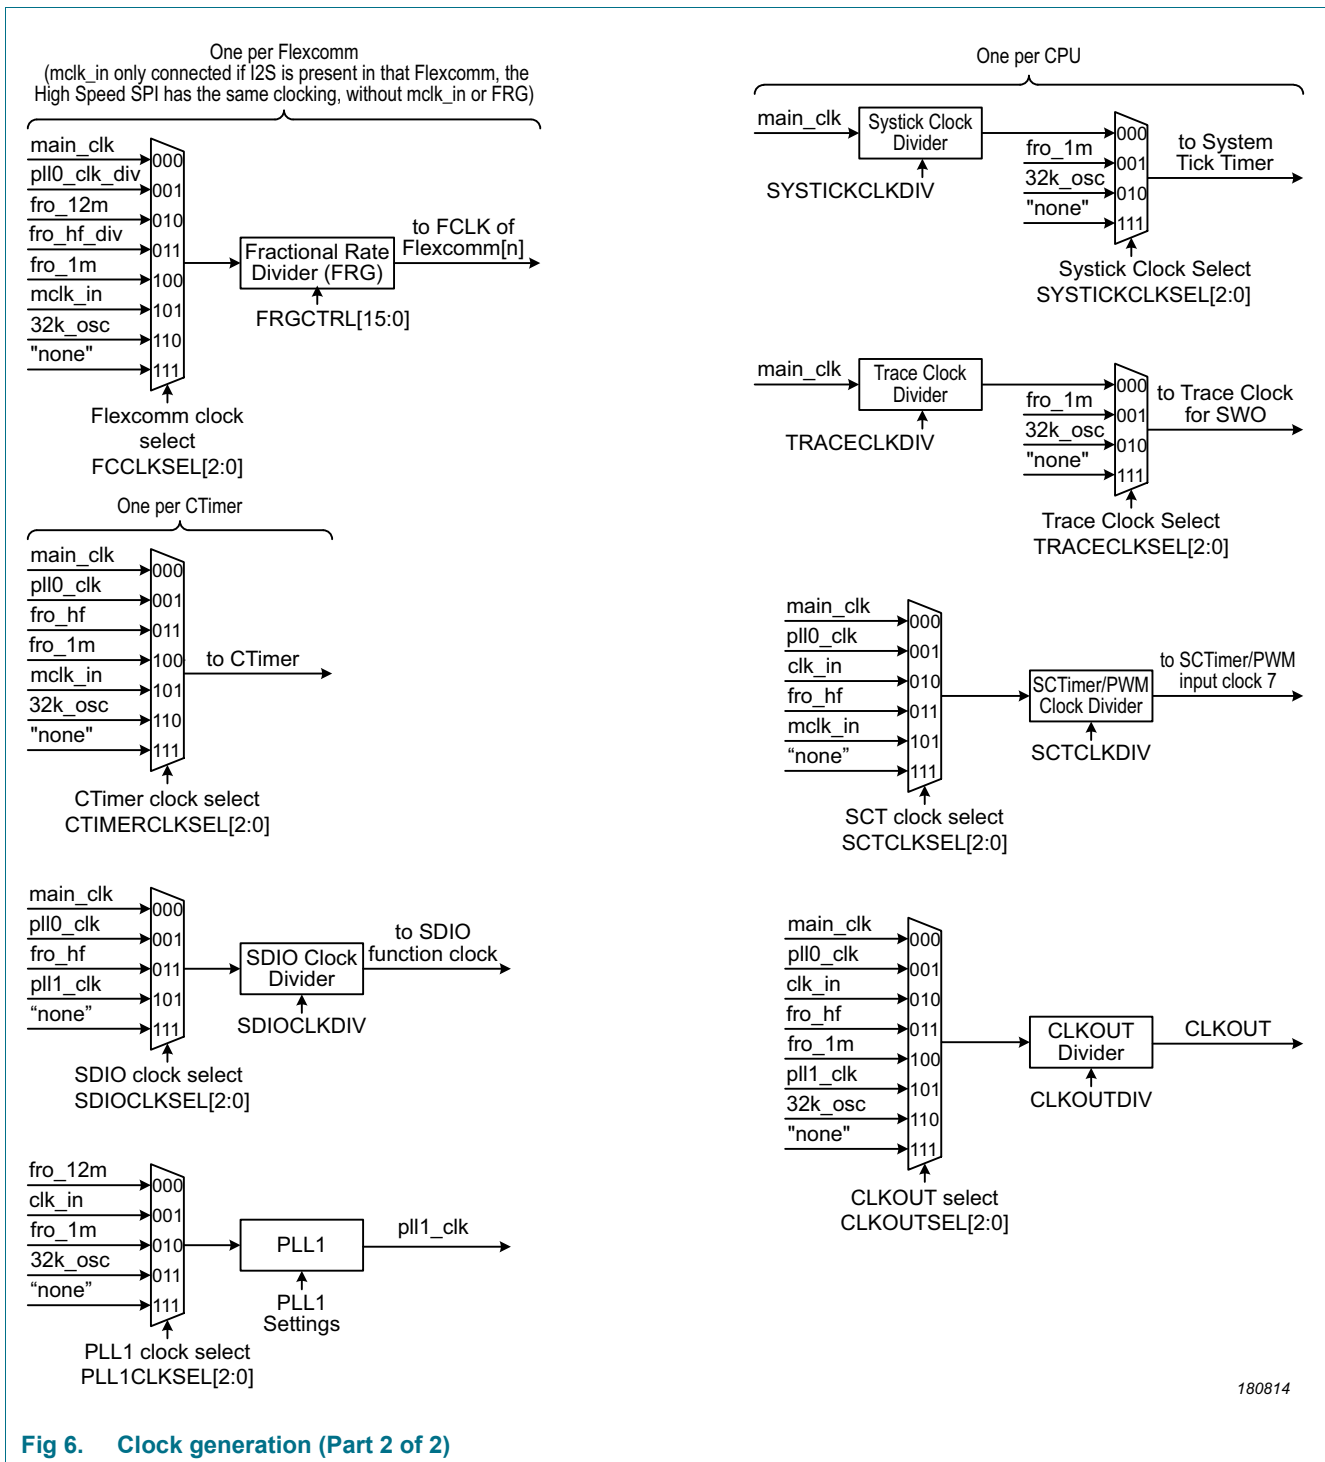 One per Flexcomm
(mclk_in only connected if I2S is present in that Flexcomm, the
High Speed SPI has the same clocking, without mclk_in or FRG)
main_clk
000
pll0_clk_div
001
fro_12m
010
fro_hf_div
011
fro_1m
100
mclk_in
101
32k_osc
110
"none"
111
Fractional Rate
Divider (FRG)
to FCLK of
Flexcomm[n]
FRGCTRL[15:0]
Flexcomm clock
select
FCCLKSEL[2:0]
One per CTimer
main_clk
000
pll0_clk
001
fro_hf
011
fro_1m
100
mclk_in
101
32k_osc
110
"none"
111
to CTimer
CTimer clock select
CTIMERCLKSEL[2:0]
main_clk
000
pll0_clk
001
fro_hf
011
pll1_clk
101
“none”
111
SDIO Clock
Divider
to SDIO
function clock
SDIOCLKDIV
SDIO clock select
SDIOCLKSEL[2:0]
fro_12m
000
clk_in
001
fro_1m
010
32k_osc
011
“none”
111
PLL1
pll1_clk
PLL1
Settings
PLL1 clock select
PLL1CLKSEL[2:0]
One per CPU
main_clk
Systick Clock
Divider
SYSTICKCLKDIV
000
fro_1m
001
32k_osc
010
"none"
111
to System
Tick Timer
Systick Clock Select
SYSTICKCLKSEL[2:0]
main_clk
Trace Clock
Divider
TRACECLKDIV
000
fro_1m
001
32k_osc
010
"none"
111
to Trace Clock
for SWO
Trace Clock Select
TRACECLKSEL[2:0]
main_clk
000
pll0_clk
001
clk_in
010
fro_hf
011
mclk_in
101
“none”
111
SCTimer/PWM
Clock Divider
to SCTimer/PWM
input clock 7
SCTCLKDIV
SCT clock select
SCTCLKSEL[2:0]
main_clk
000
pll0_clk
001
clk_in
010
fro_hf
011
fro_1m
100
pll1_clk
101
32k_osc
110
"none"
111
CLKOUT
Divider
CLKOUT
CLKOUTDIV
CLKOUT select
CLKOUTSEL[2:0]
180814
Fig 6. Clock generation (Part 2 of 2)